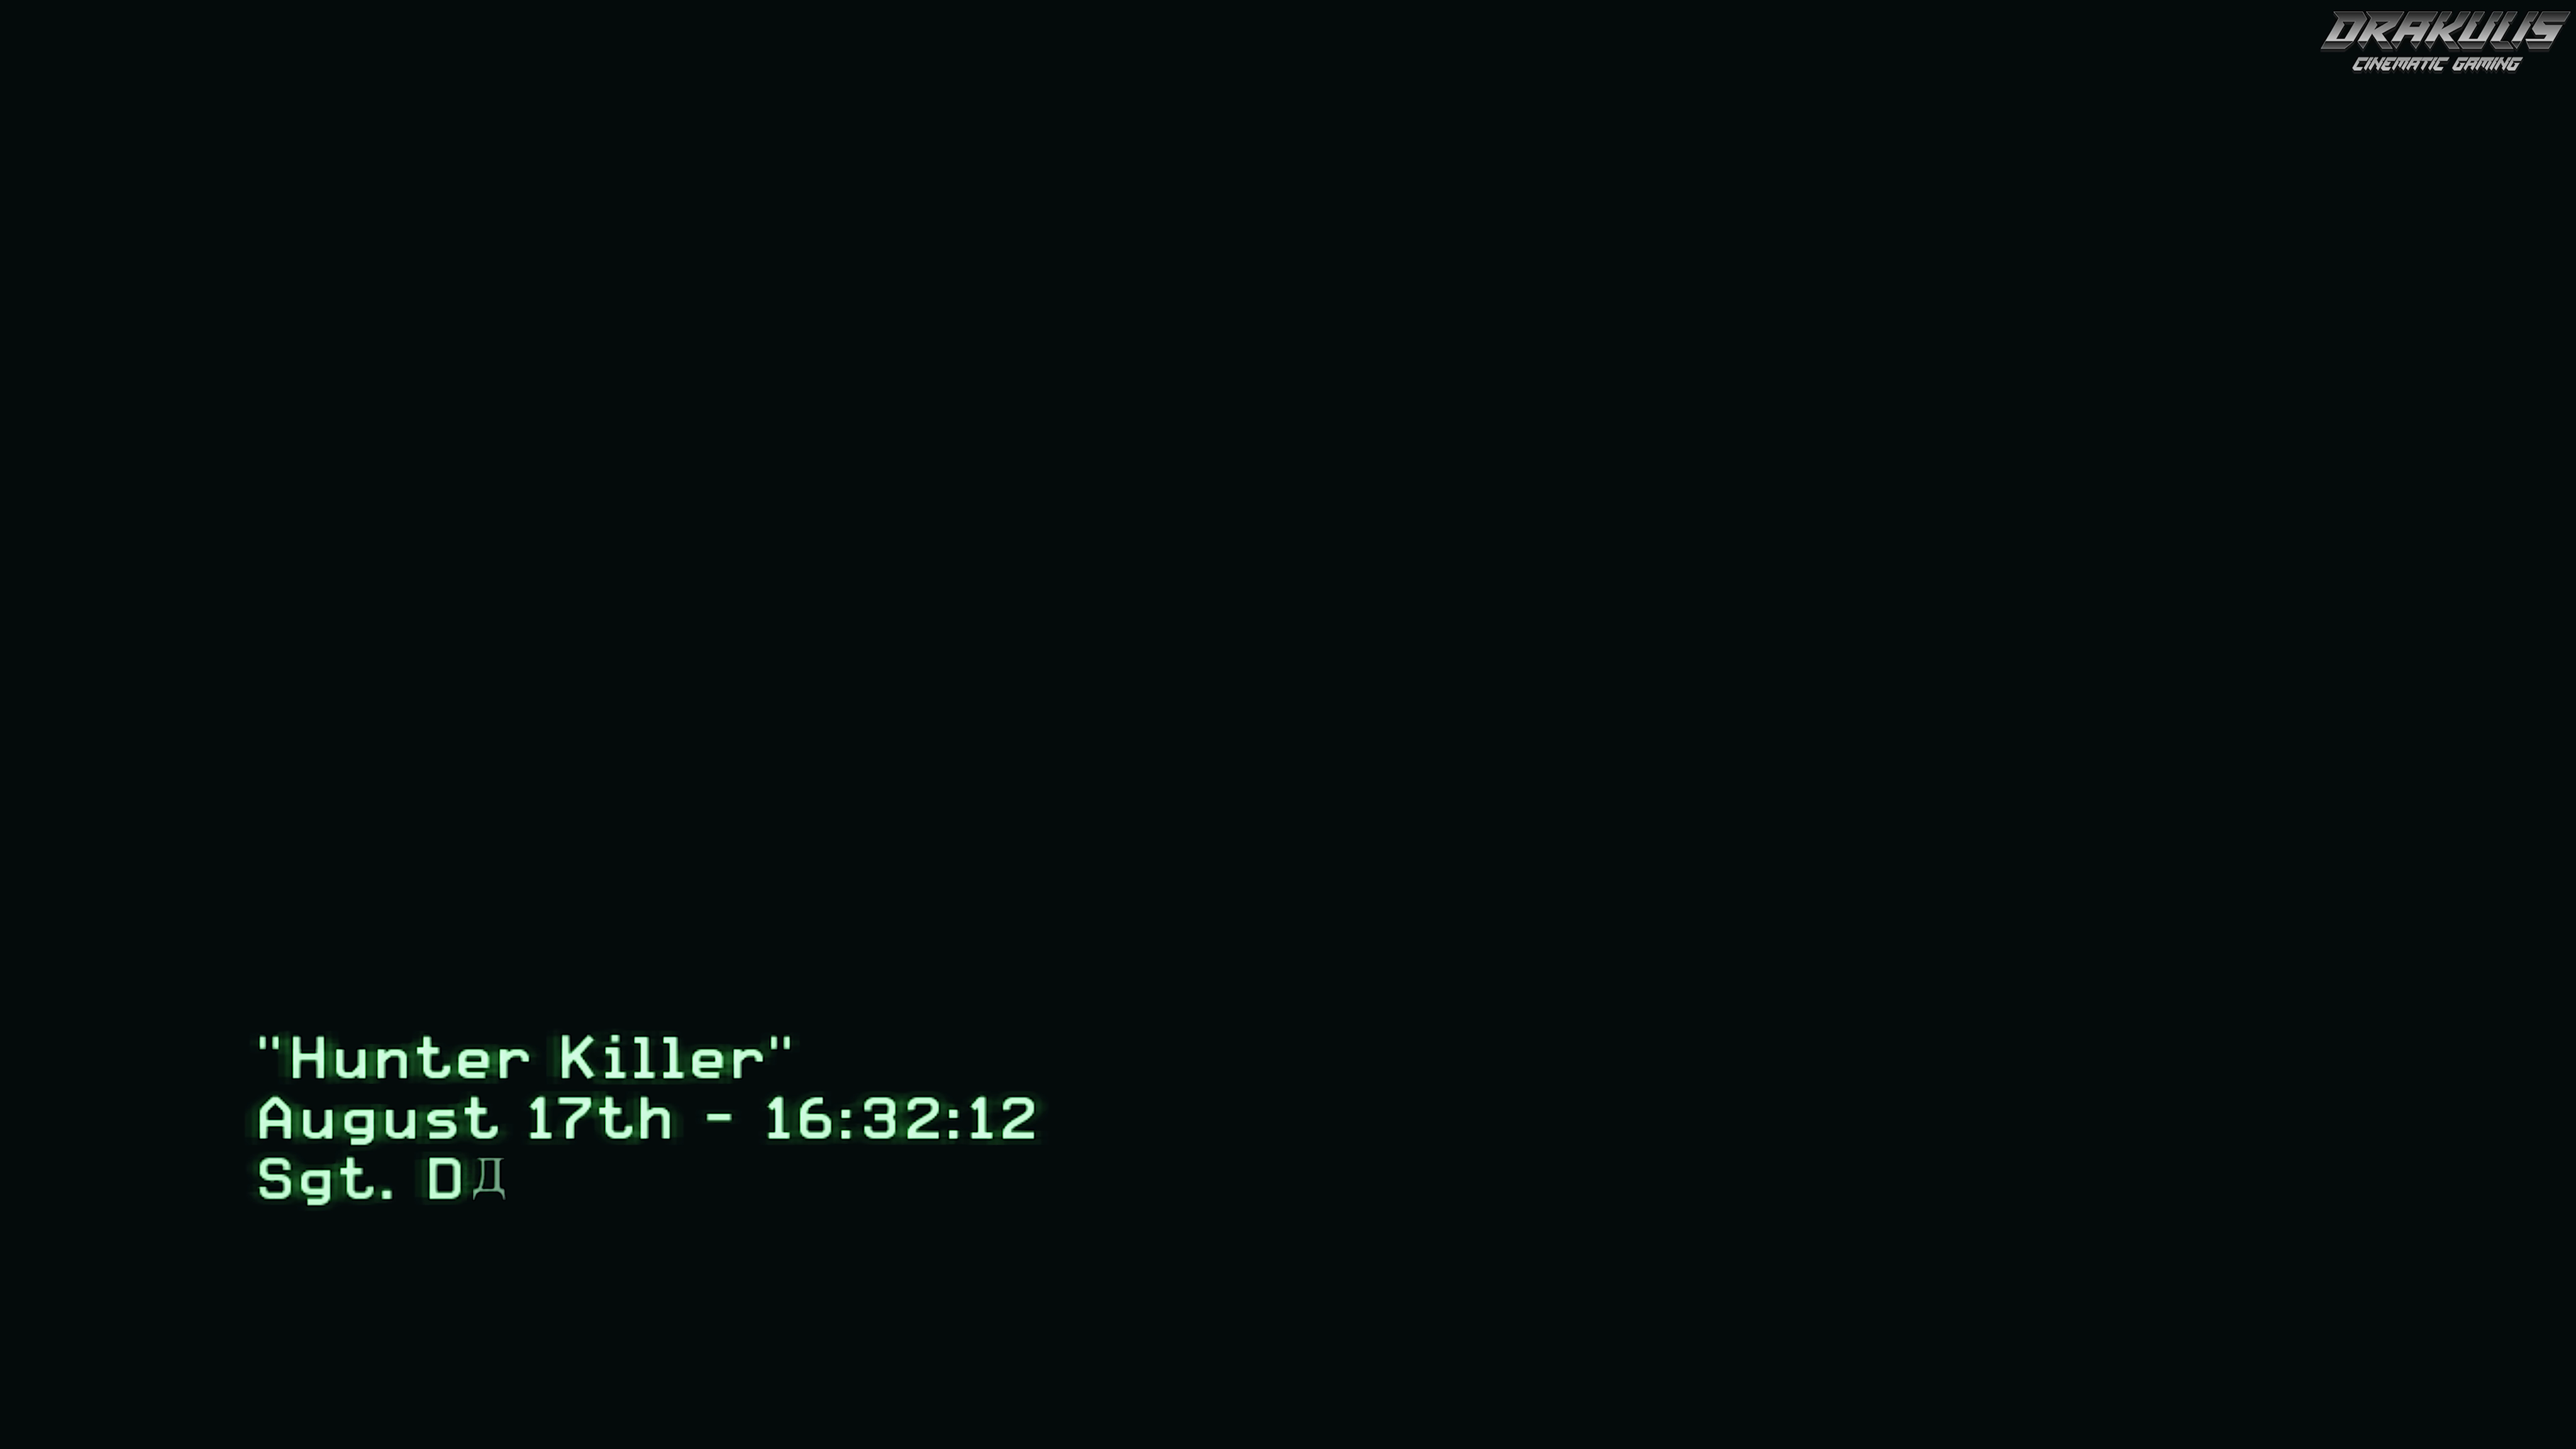 DRAKULIS
CINEMATIC GAMING
"Hunter Killer"
August 17th - 16:32:12
Sgt. DД